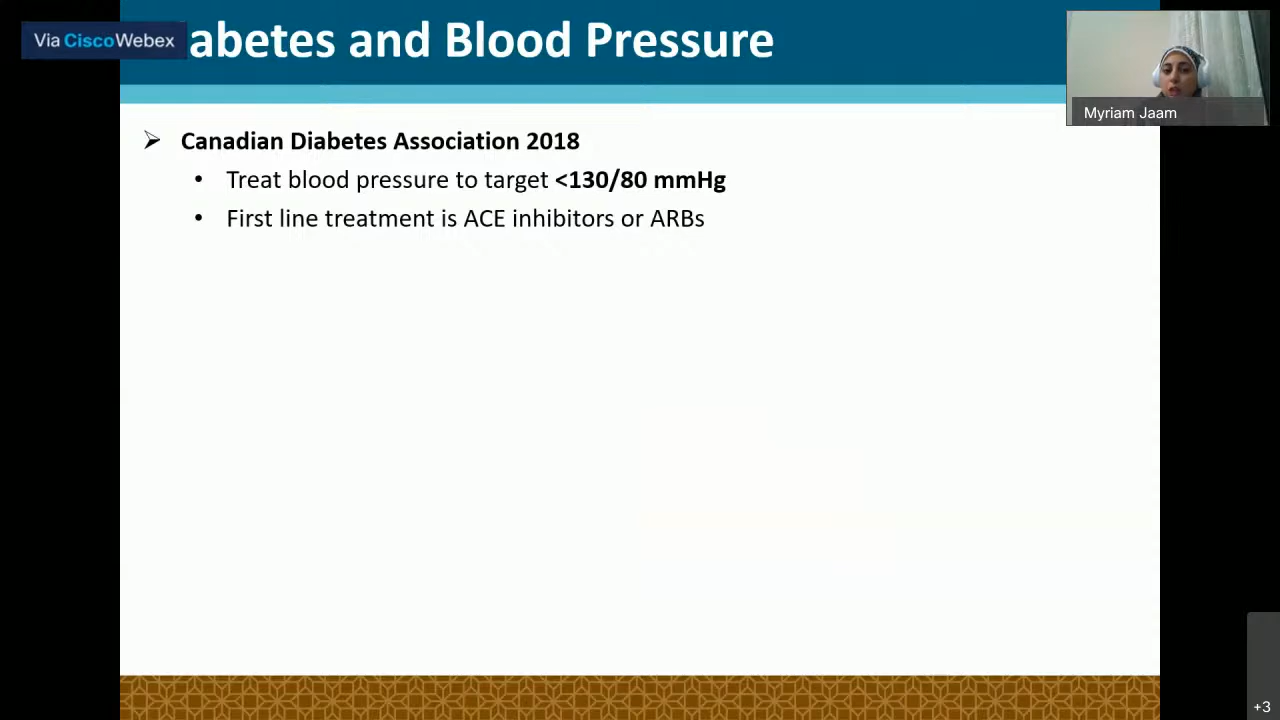 Via CiscoWebex
abetes and Blood Pressure
Myriam Jaam
Canadian Diabetes Association 2018
• Treat blood pressure to target <130/80 mmHg
• First line treatment is ACE inhibitors or ARBs
+3